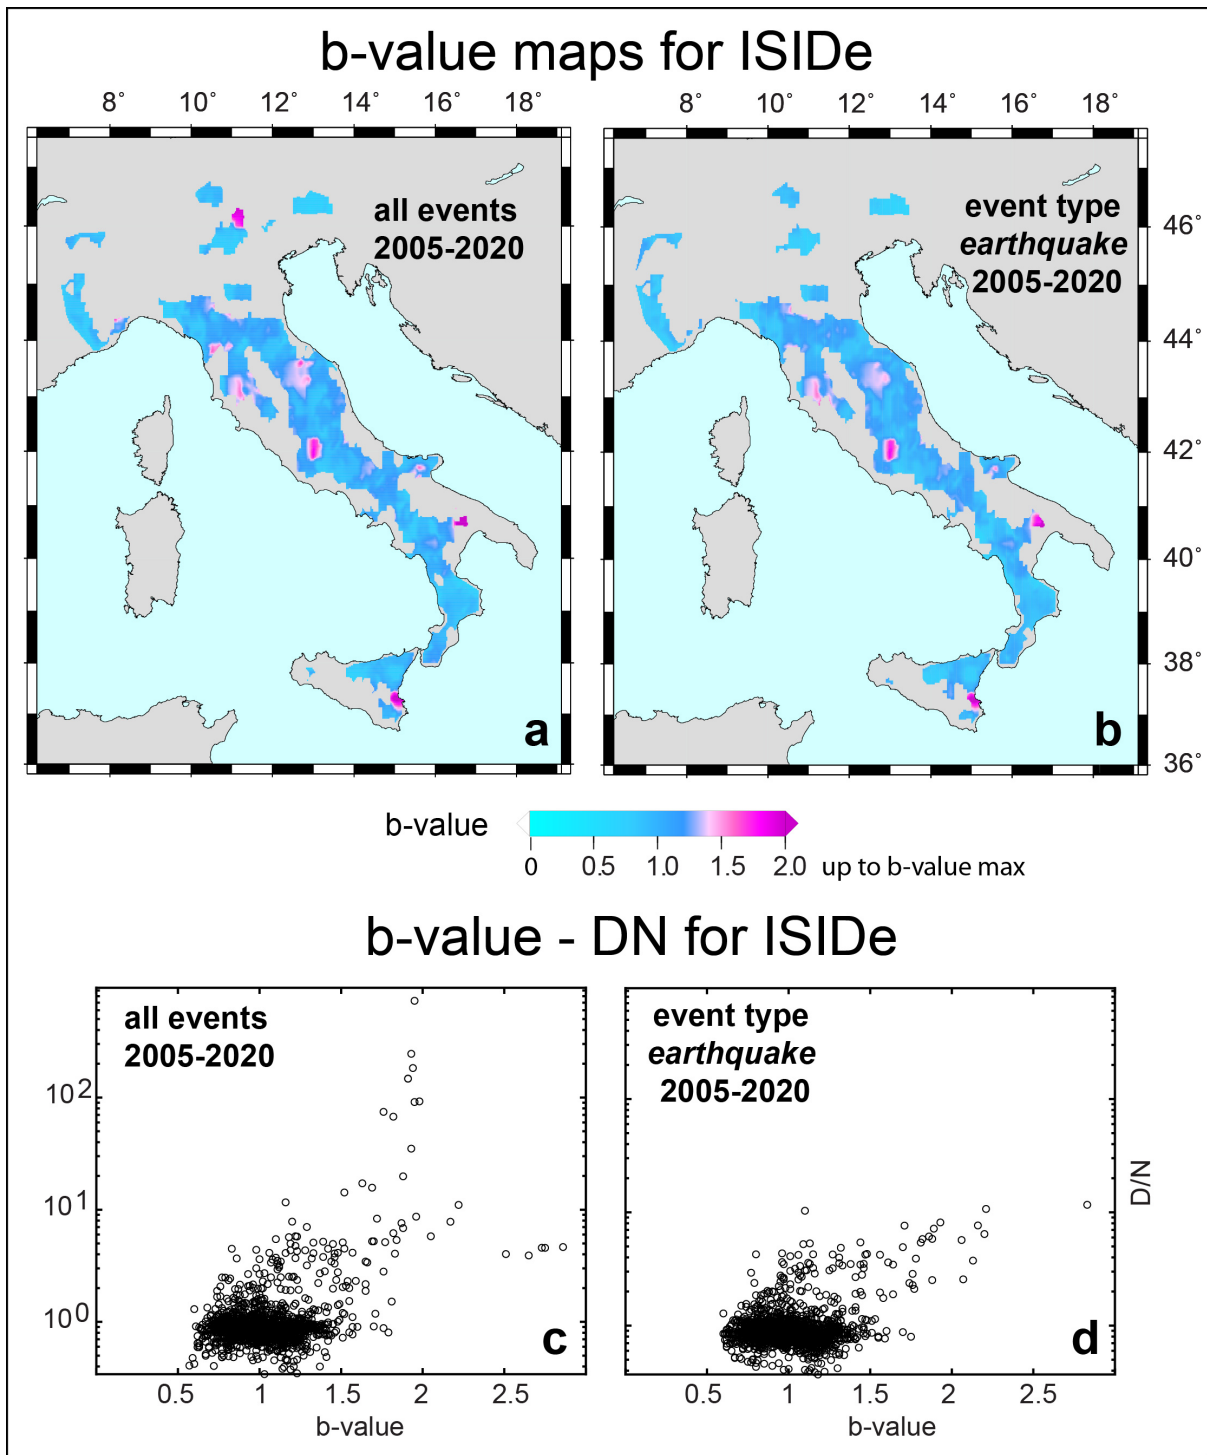 b-value maps for ISIDe
8° 10° 12° 14° 16° 18°
8° 10° 12° 14° 16° 18°
all events
2005-2020
event type
earthquake
2005-2020
46°
44°
42°
40°
38°
36°
a
b
b-value
0 0.5 1.0 1.5 2.0 up to b-value max
b-value - DN for ISIDe
all events
2005-2020
event type
earthquake
2005-2020
10²
10¹
10⁰
D/N
c
d
0.5 1 1.5 2 2.5
0.5 1 1.5 2 2.5
b-value
b-value